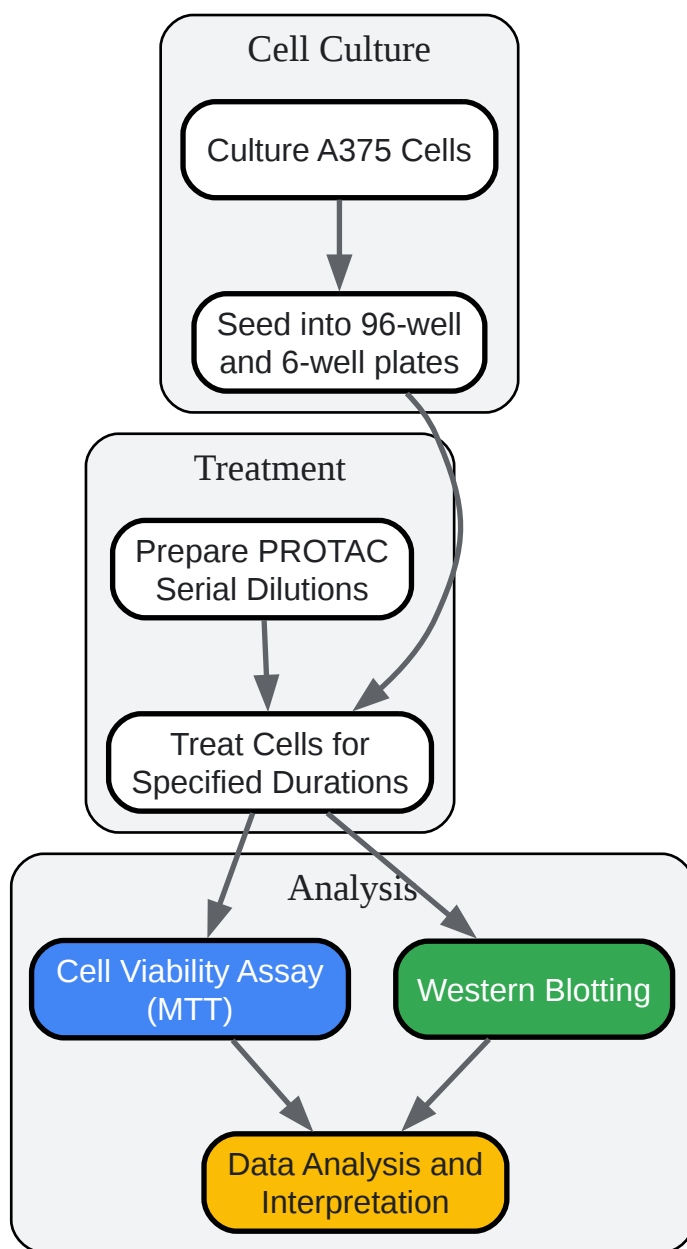 Cell Culture
Culture A375 Cells
Seed into 96-well
and 6-well plates
Treatment
Prepare PROTAC
Serial Dilutions
Treat Cells for
Specified Durations
Analysis
Cell Viability Assay
(MTT)
Western Blotting
Data Analysis and
Interpretation